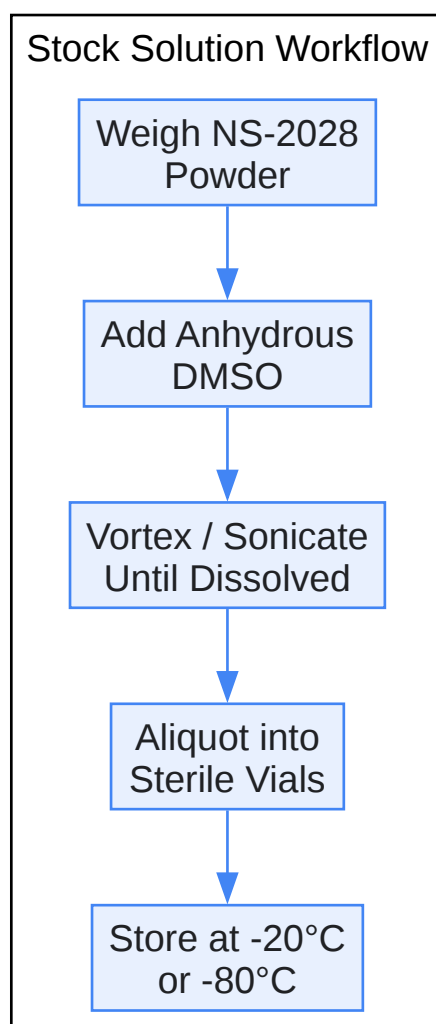 Stock Solution Workflow
Weigh NS-2028
Powder
Add Anhydrous
DMSO
Vortex / Sonicate
Until Dissolved
Aliquot into
Sterile Vials
Store at -20°C
or -80°C